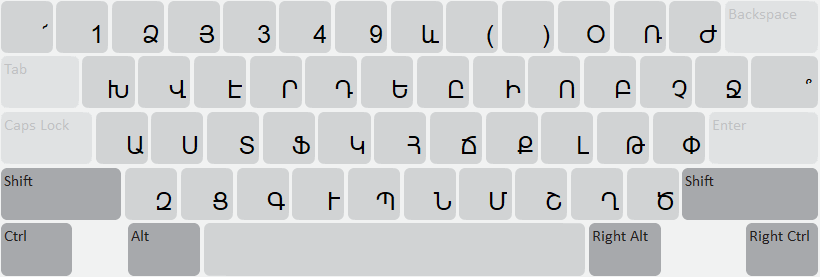 ՜ 1 Ձ Յ 3 4 9 և ( ) Օ Ռ Ժ Backspace
Tab Խ Վ Է Ր Դ Ե Ը Ի Ո Բ Չ Ջ ՞
Caps Lock Ա Ս Տ Ֆ Կ Հ Ճ Ք Լ Թ Փ Enter
Shift Զ Ց Գ Ւ Պ Ն Մ Շ Ղ Ծ Shift
Ctrl Alt Right Alt Right Ctrl